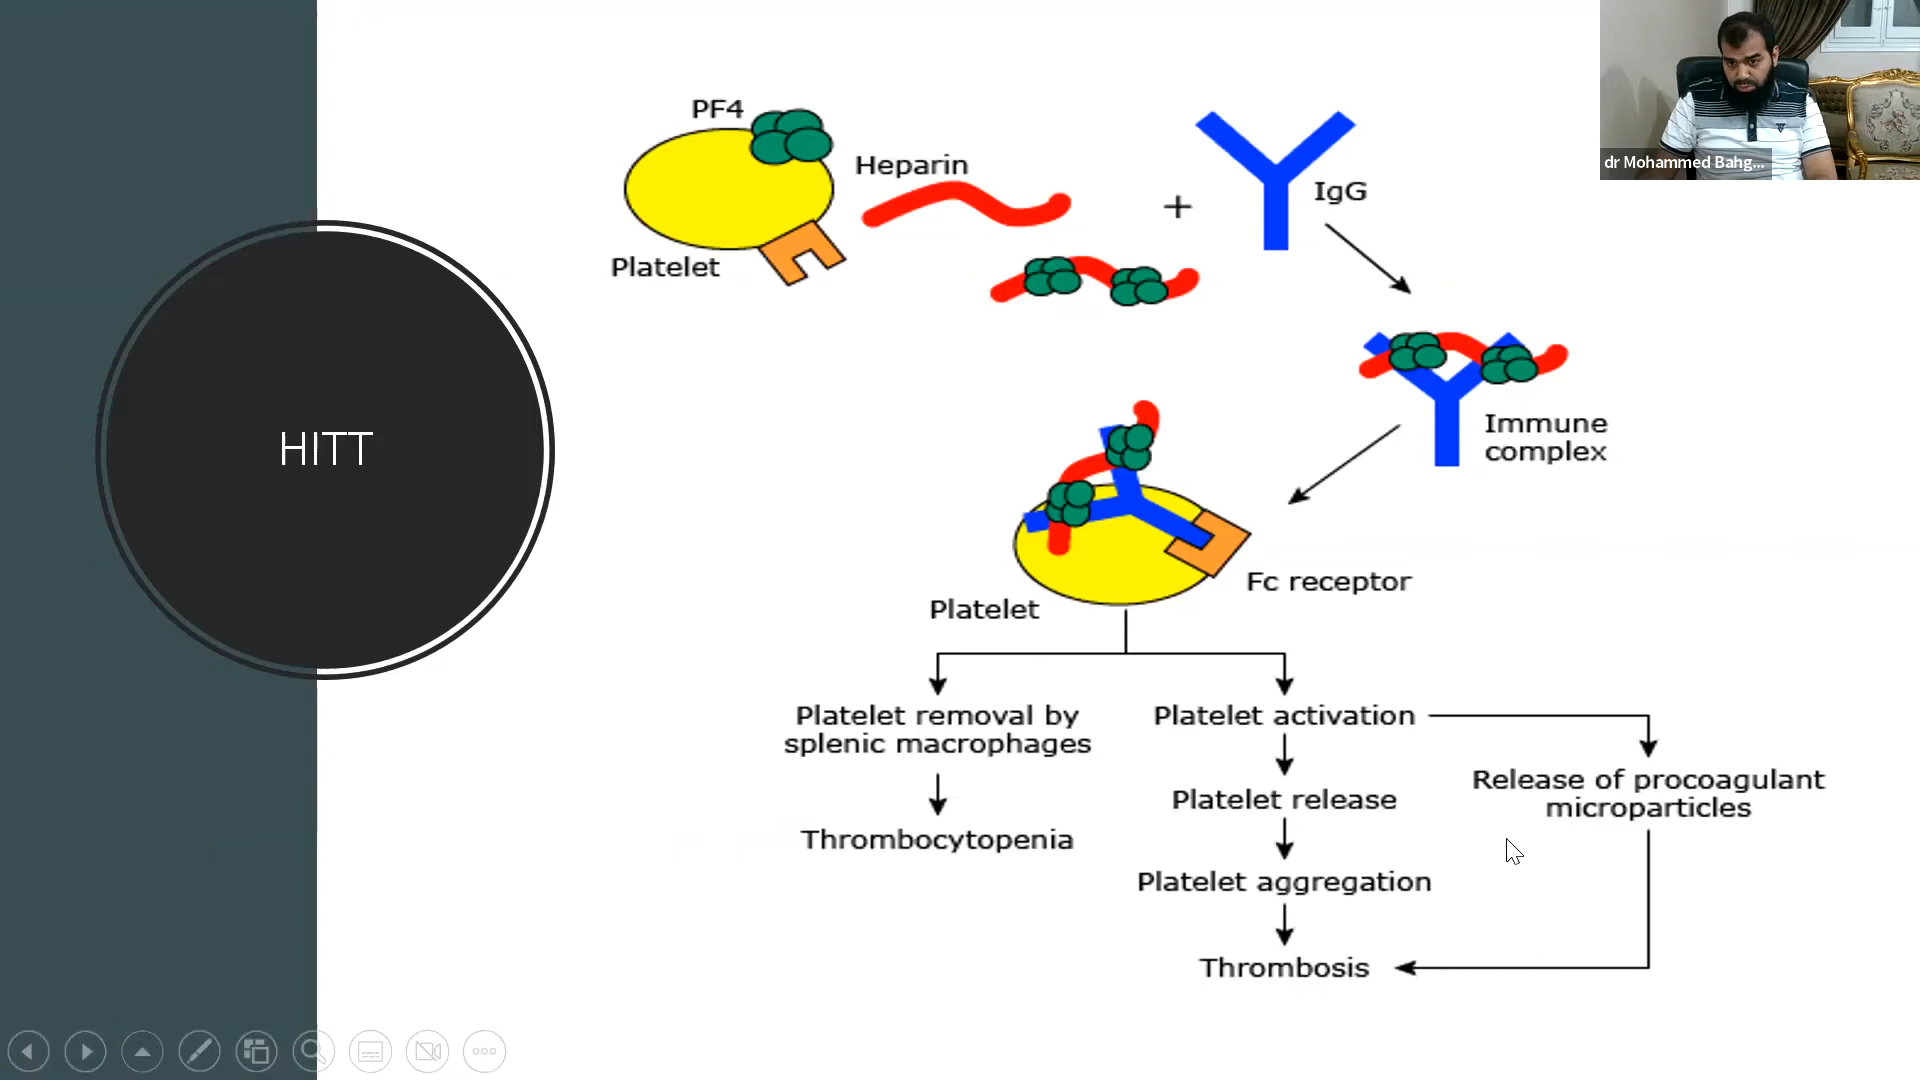 dr Mohammed Bahg...
PF4
Heparin
IgG
Platelet
+
HITT
Immune
complex
Fc receptor
Platelet
Platelet removal by
splenic macrophages
Platelet activation
Release of procoagulant
microparticles
Platelet release
Thrombocytopenia
Platelet aggregation
Thrombosis